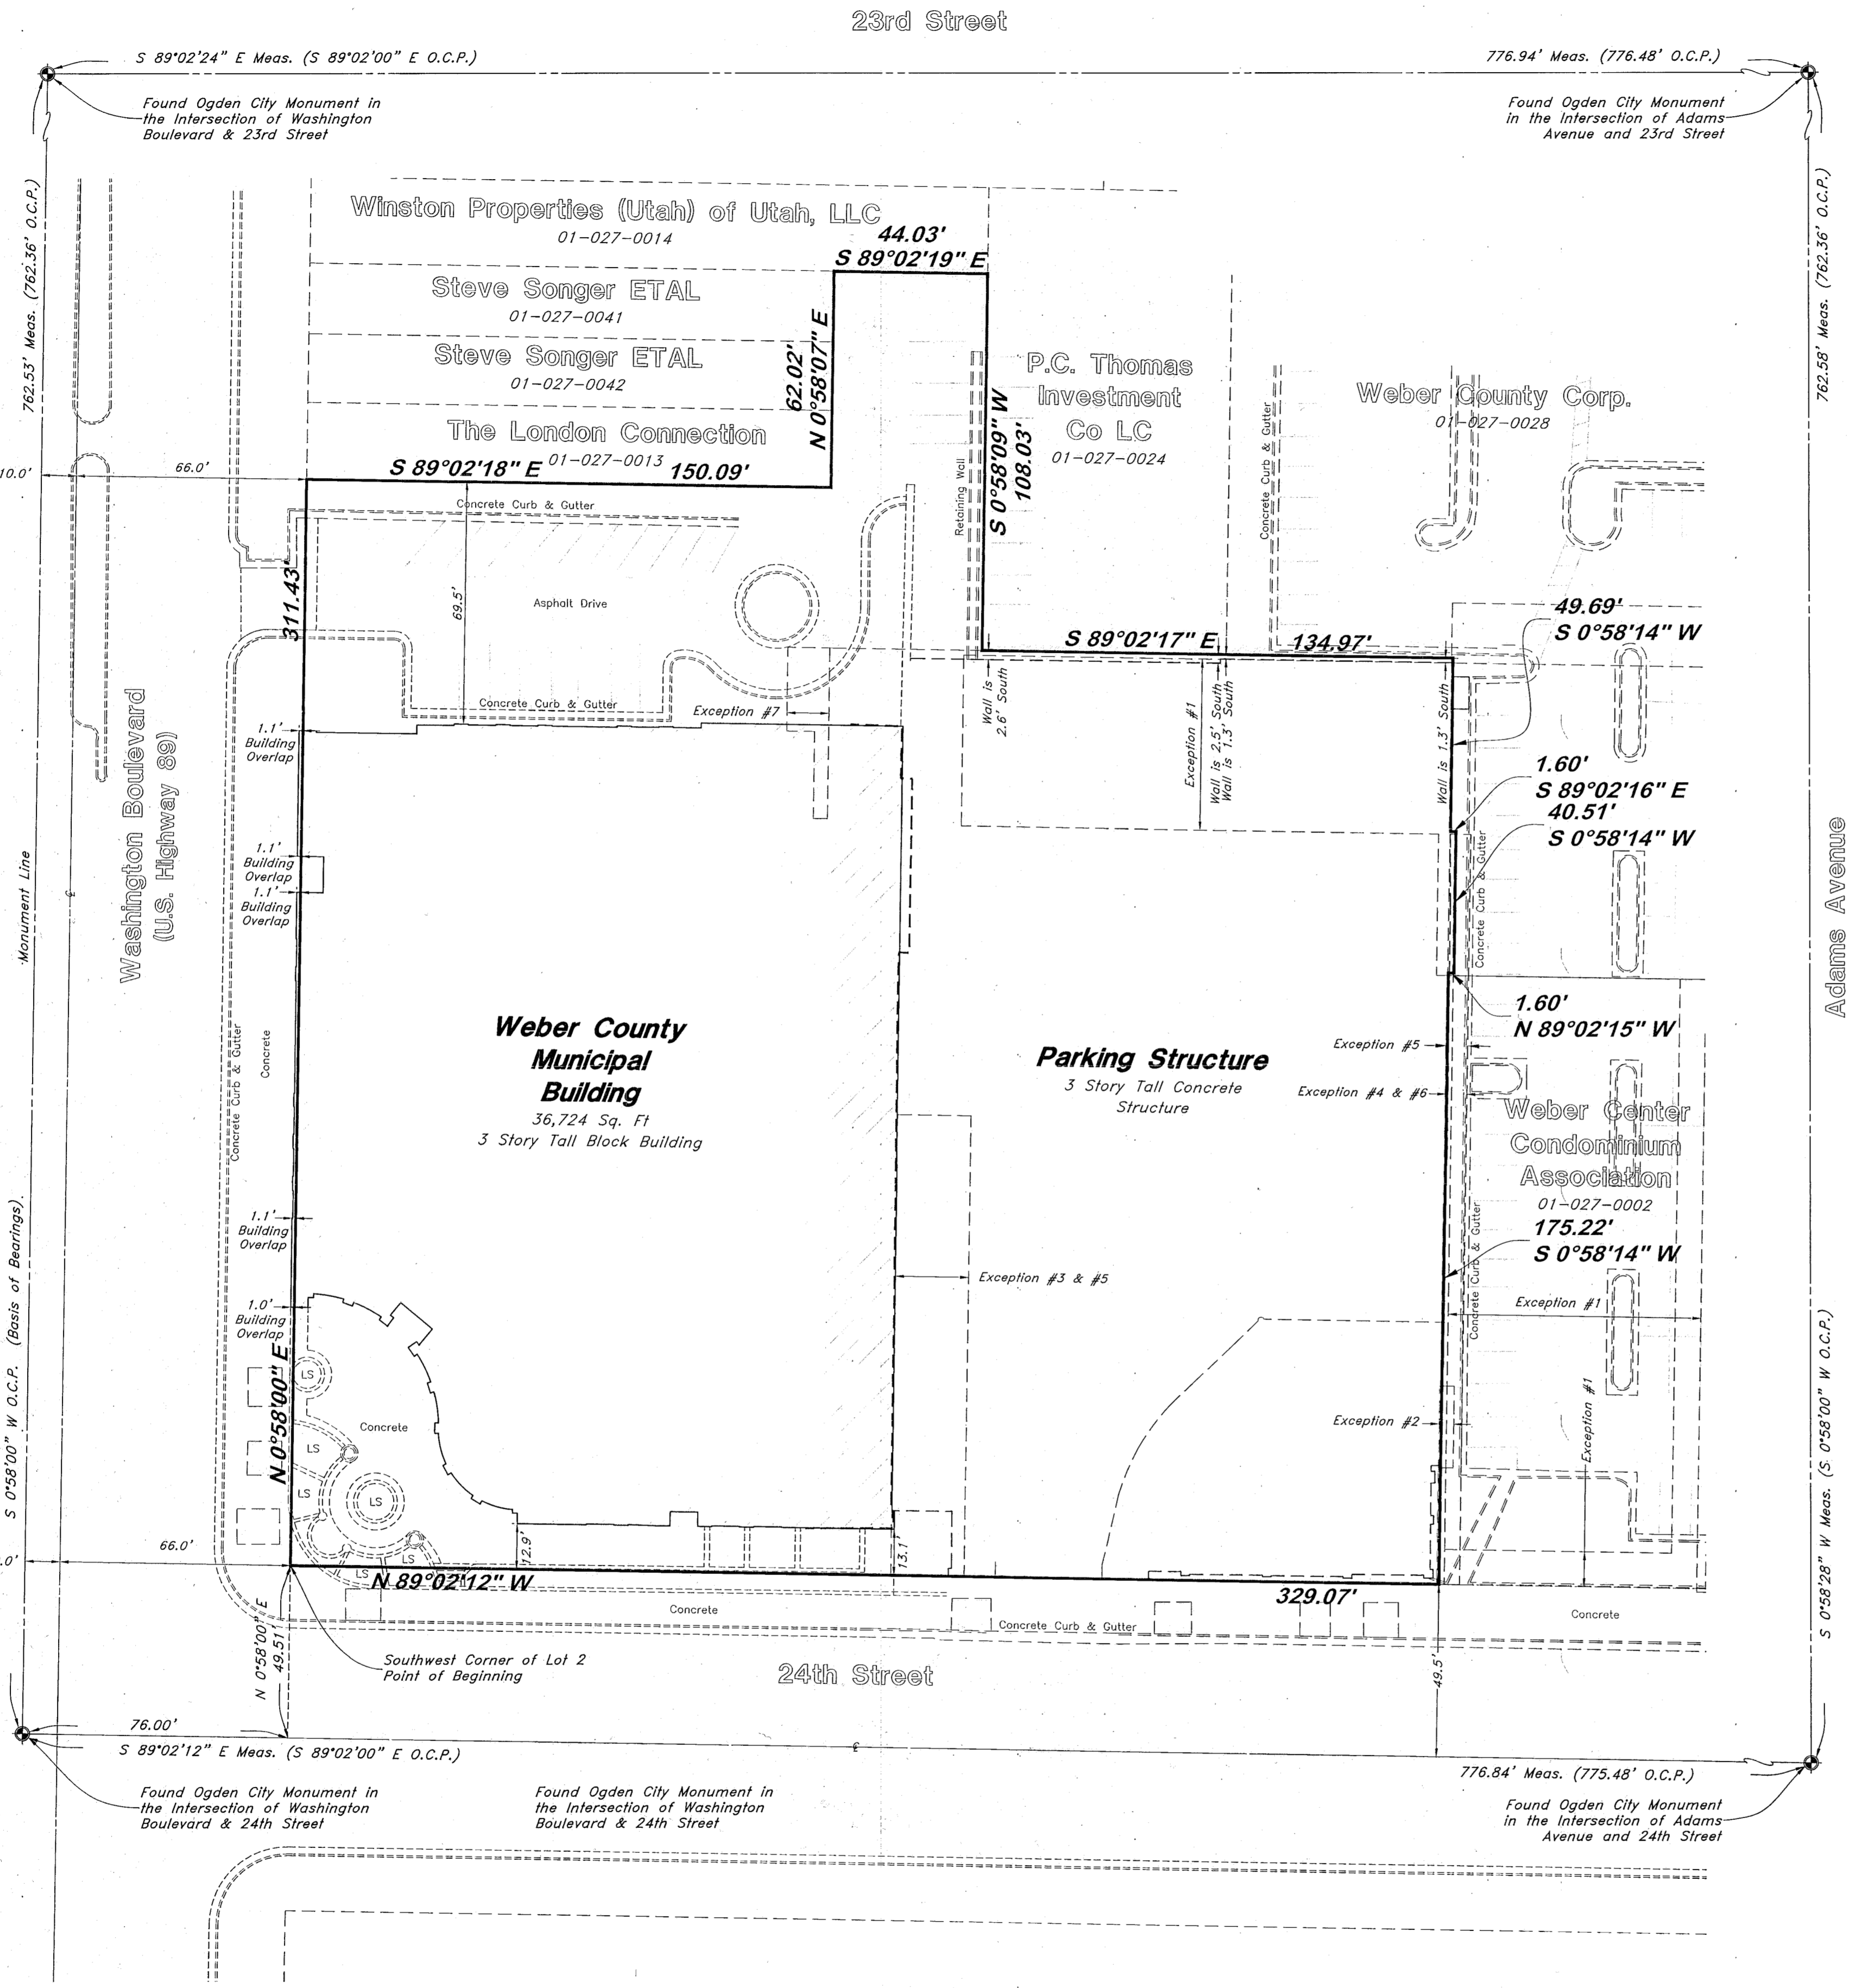 23rd Street
S 89°02'24" E Meas. (S 89°02'00" E O.C.P.)
776.94' Meas. (776.48' O.C.P.)
Found Ogden City Monument in
the Intersection of Washington
Boulevard & 23rd Street
Found Ogden City Monument
in the Intersection of Adams
Avenue and 23rd Street
762.53' Meas. (762.36' O.C.P.)
762.58' Meas. (762.36' O.C.P.)
Winston Properties (Utah) of Utah, LLC
01-027-0014
44.03'
S 89°02'19" E
Steve Songer ETAL
01-027-0041
Steve Songer ETAL
01-027-0042
62.02'
N 0°58'07" E
The London Connection
01-027-0013
S 89°02'18" E
150.09'
P.C. Thomas
Investment
Co LC
01-027-0024
Weber County Corp.
01-027-0028
S 0°58'09" W
108.03'
Retaining Wall
Concrete Curb & Gutter
10.0'
66.0'
Concrete Curb & Gutter
311.43'
69.5'
Asphalt Drive
Concrete Curb & Gutter
Exception #7
S 89°02'17" E
134.97'
49.69'
S 0°58'14" W
Wall is
2.6' South
Exception #1
Wall is 2.5' South
Wall is 1.3' South
Wall is 1.3' South
1.60'
S 89°02'16" E
40.51'
S 0°58'14" W
Concrete Curb & Gutter
1.1'
Building
Overlap
1.1'
Building
Overlap
1.1'
Building
Overlap
Washington Boulevard
(U.S. Highway 89)
Monument Line
Adams Avenue
Weber County
Municipal
Building
36,724 Sq. Ft
3 Story Tall Block Building
Parking Structure
3 Story Tall Concrete
Structure
1.60'
N 89°02'15" W
Exception #5
Exception #4 & #6
Concrete Curb & Gutter
Concrete
Weber Center
Condominium
Association
01-027-0002
175.22'
S 0°58'14" W
Concrete Curb & Gutter
1.1'
Building
Overlap
Exception #3 & #5
Exception #1
1.0'
Building
Overlap
N 0°58'00" E
S 0°58'00" W O.C.P. (Basis of Bearings)
S 0°58'28" W Meas. (S 0°58'00" W O.C.P.)
LS
Concrete
LS
LS
LS
LS
LS
Exception #2
Exception #1
12.9'
13.1'
.0'
66.0'
N 89°02'12" W
329.07'
Concrete
Concrete Curb & Gutter
Concrete
N 0°58'00" E
49.51'
Southwest Corner of Lot 2
Point of Beginning
24th Street
49.5'
76.00'
S 89°02'12" E Meas. (S 89°02'00" E O.C.P.)
776.84' Meas. (775.48' O.C.P.)
Found Ogden City Monument in
the Intersection of Washington
Boulevard & 24th Street
Found Ogden City Monument in
the Intersection of Washington
Boulevard & 24th Street
Found Ogden City Monument
in the Intersection of Adams
Avenue and 24th Street